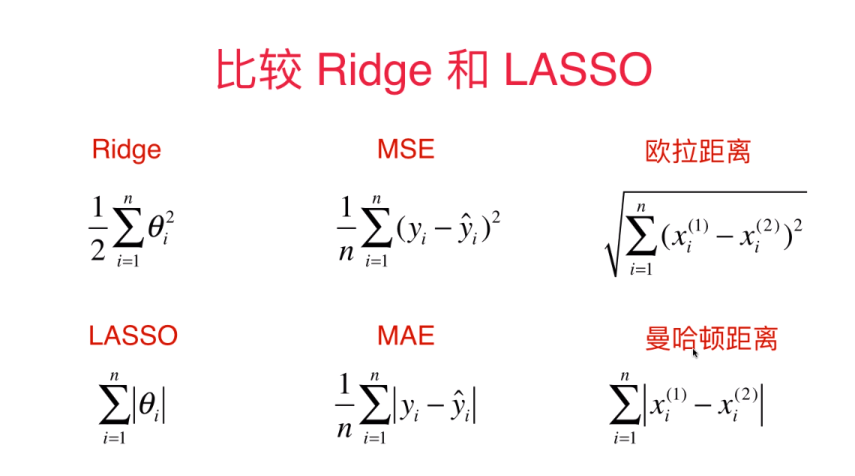 比较 Ridge 和 LASSO
Ridge MSE 欧拉距离
$\frac{1}{2}\sum_{i=1}^{n}\theta_i^2$ $\frac{1}{n}\sum_{i=1}^{n}(y_i-\hat{y}_i)^2$ $\sqrt{\sum_{i=1}^{n}(x_i^{(1)}-x_i^{(2)})^2}$
LASSO MAE 曼哈顿距离
$\sum_{i=1}^{n}|\theta_i|$ $\frac{1}{n}\sum_{i=1}^{n}|y_i-\hat{y}_i|$ $\sum_{i=1}^{n}|x_i^{(1)}-x_i^{(2)}|$